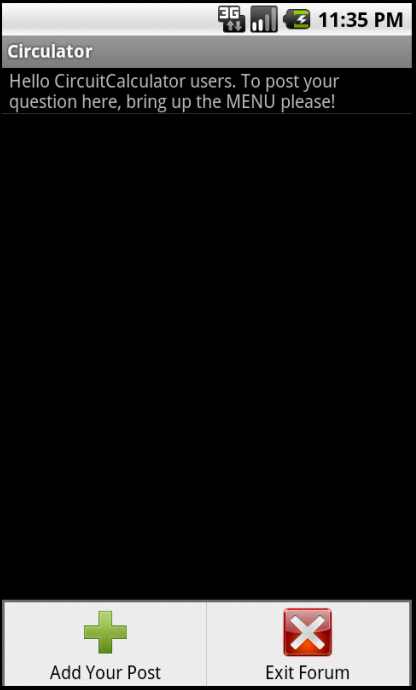 3G 11:35 PM
Circulator
Hello CircuitCalculator users. To post your
question here, bring up the MENU please!
Add Your Post Exit Forum